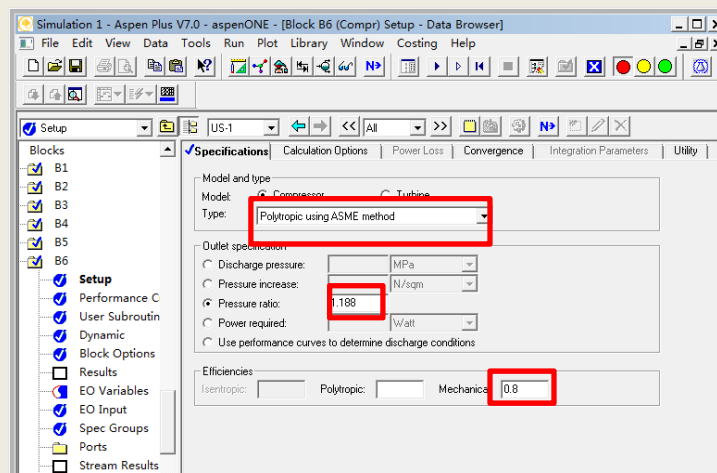 Simulation 1 - Aspen Plus V7.0 - aspenONE - [Block B6 (Compr) Setup - Data Browser]
File Edit View Data Tools Run Plot Library Window Costing Help
N>
Setup US-1 << All >> N>
Blocks
B1
B2
B3
B4
B5
B6
Setup
Performance C
User Subroutin
Dynamic
Block Options
Results
EO Variables
EO Input
Spec Groups
Ports
Stream Results
Specifications Calculation Options Power Loss Convergence Integration Parameters Utility
Model and type
Model: Compressor Turbine
Type: Polytropic using ASME method
Outlet specification
Discharge pressure: MPa
Pressure increase: N/sqm
Pressure ratio: 1.188
Power required: Watt
Use performance curves to determine discharge conditions
Efficiencies
Isentropic: Polytropic: Mechanica 0.8